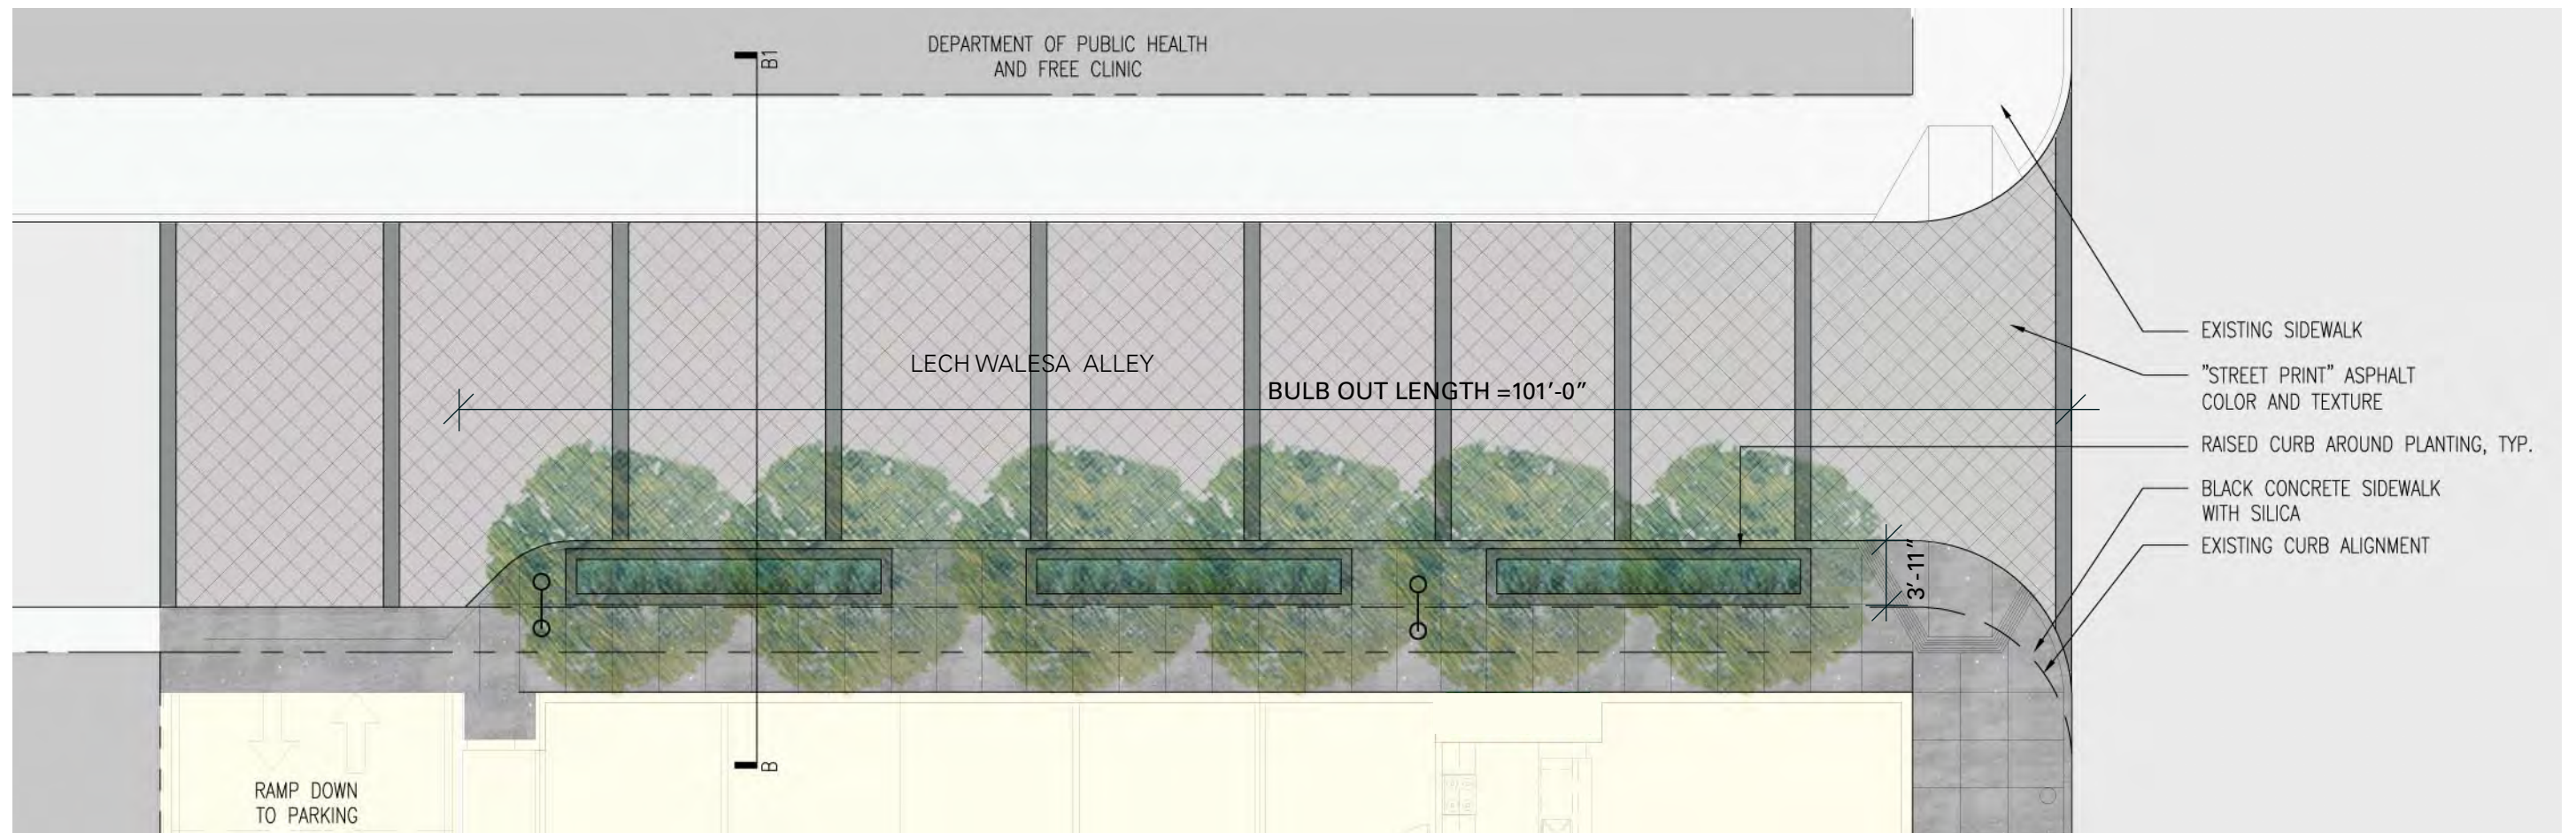 DEPARTMENT OF PUBLIC HEALTH
AND FREE CLINIC
B1
LECH WALESA ALLEY
BULB OUT LENGTH =101’-0”
EXISTING SIDEWALK
”STREET PRINT” ASPHALT
COLOR AND TEXTURE
RAISED CURB AROUND PLANTING, TYP.
BLACK CONCRETE SIDEWALK
WITH SILICA
EXISTING CURB ALIGNMENT
3’-11”
B
RAMP DOWN
TO PARKING